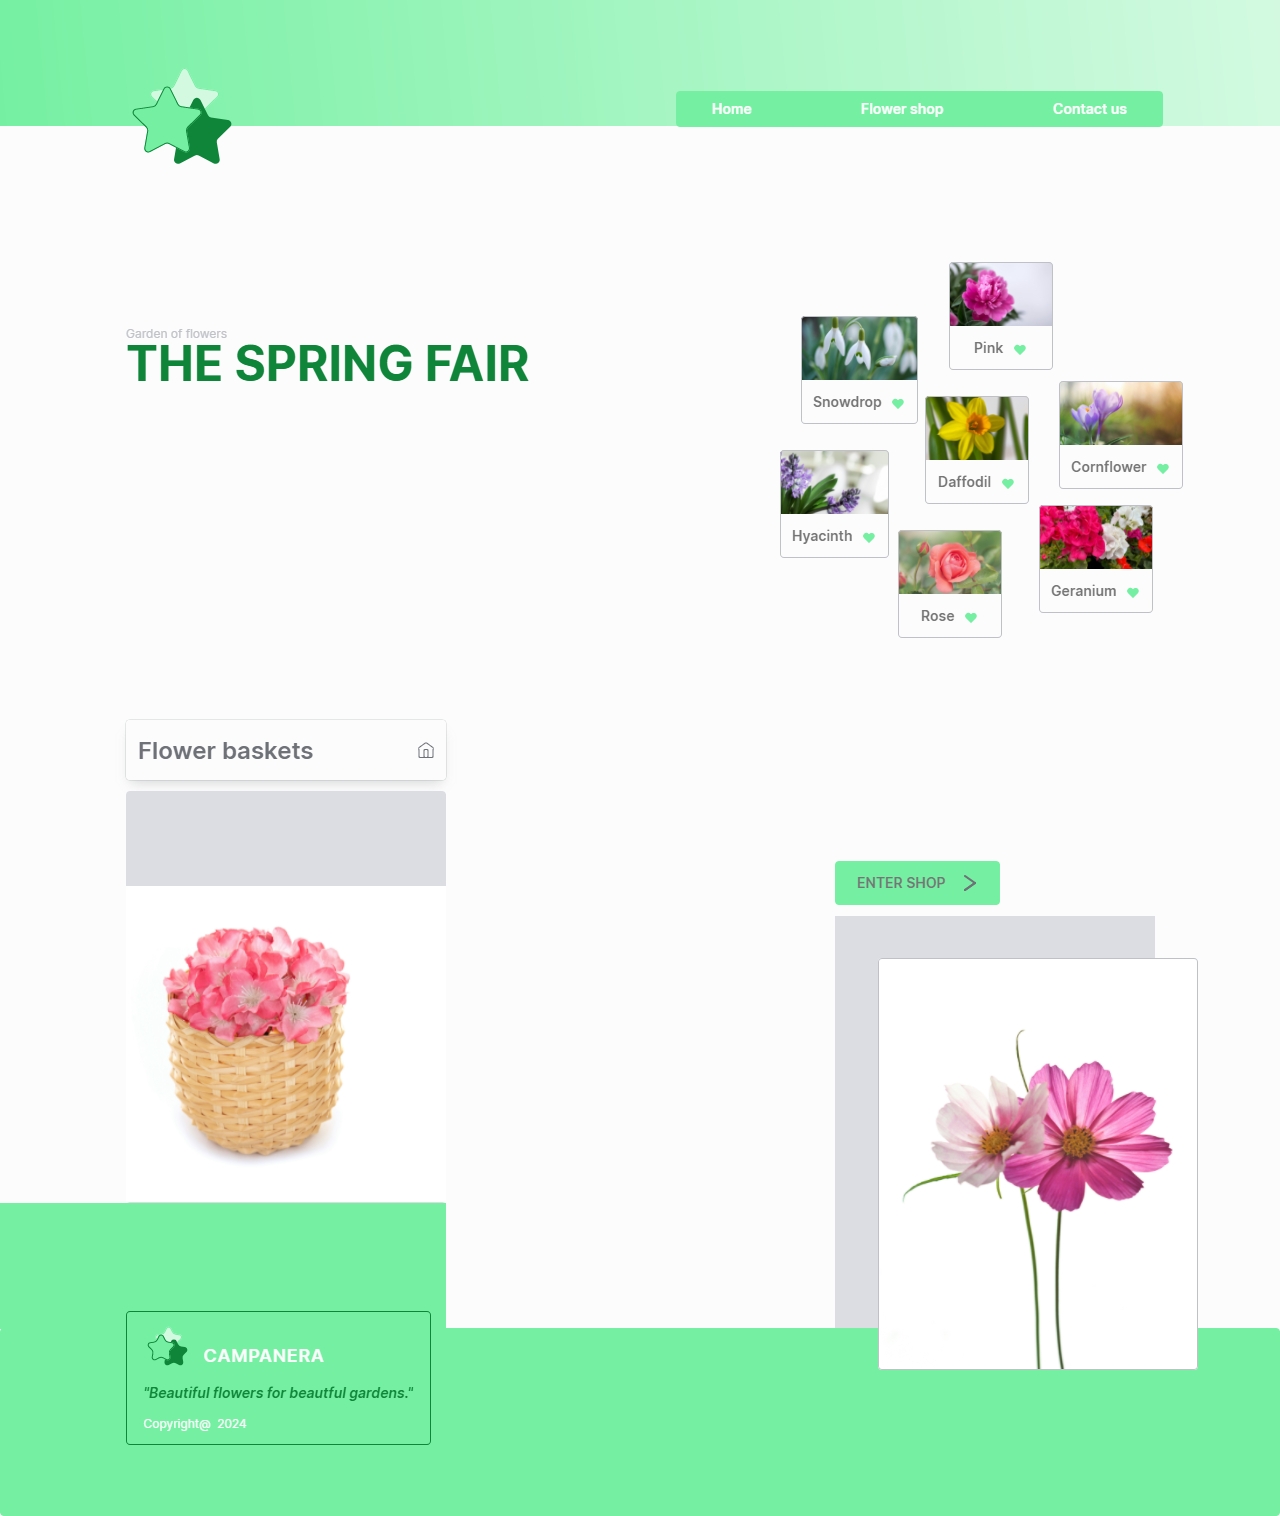 Home
Flower shop
Contact us
Garden of flowers
THE SPRING FAIR
Pink
Snowdrop
Cornflower
Daffodil
Hyacinth
Geranium
Rose
Flower baskets
ENTER SHOP
CAMPANERA
"Beautiful flowers for beautful gardens."
Copyright@ 2024